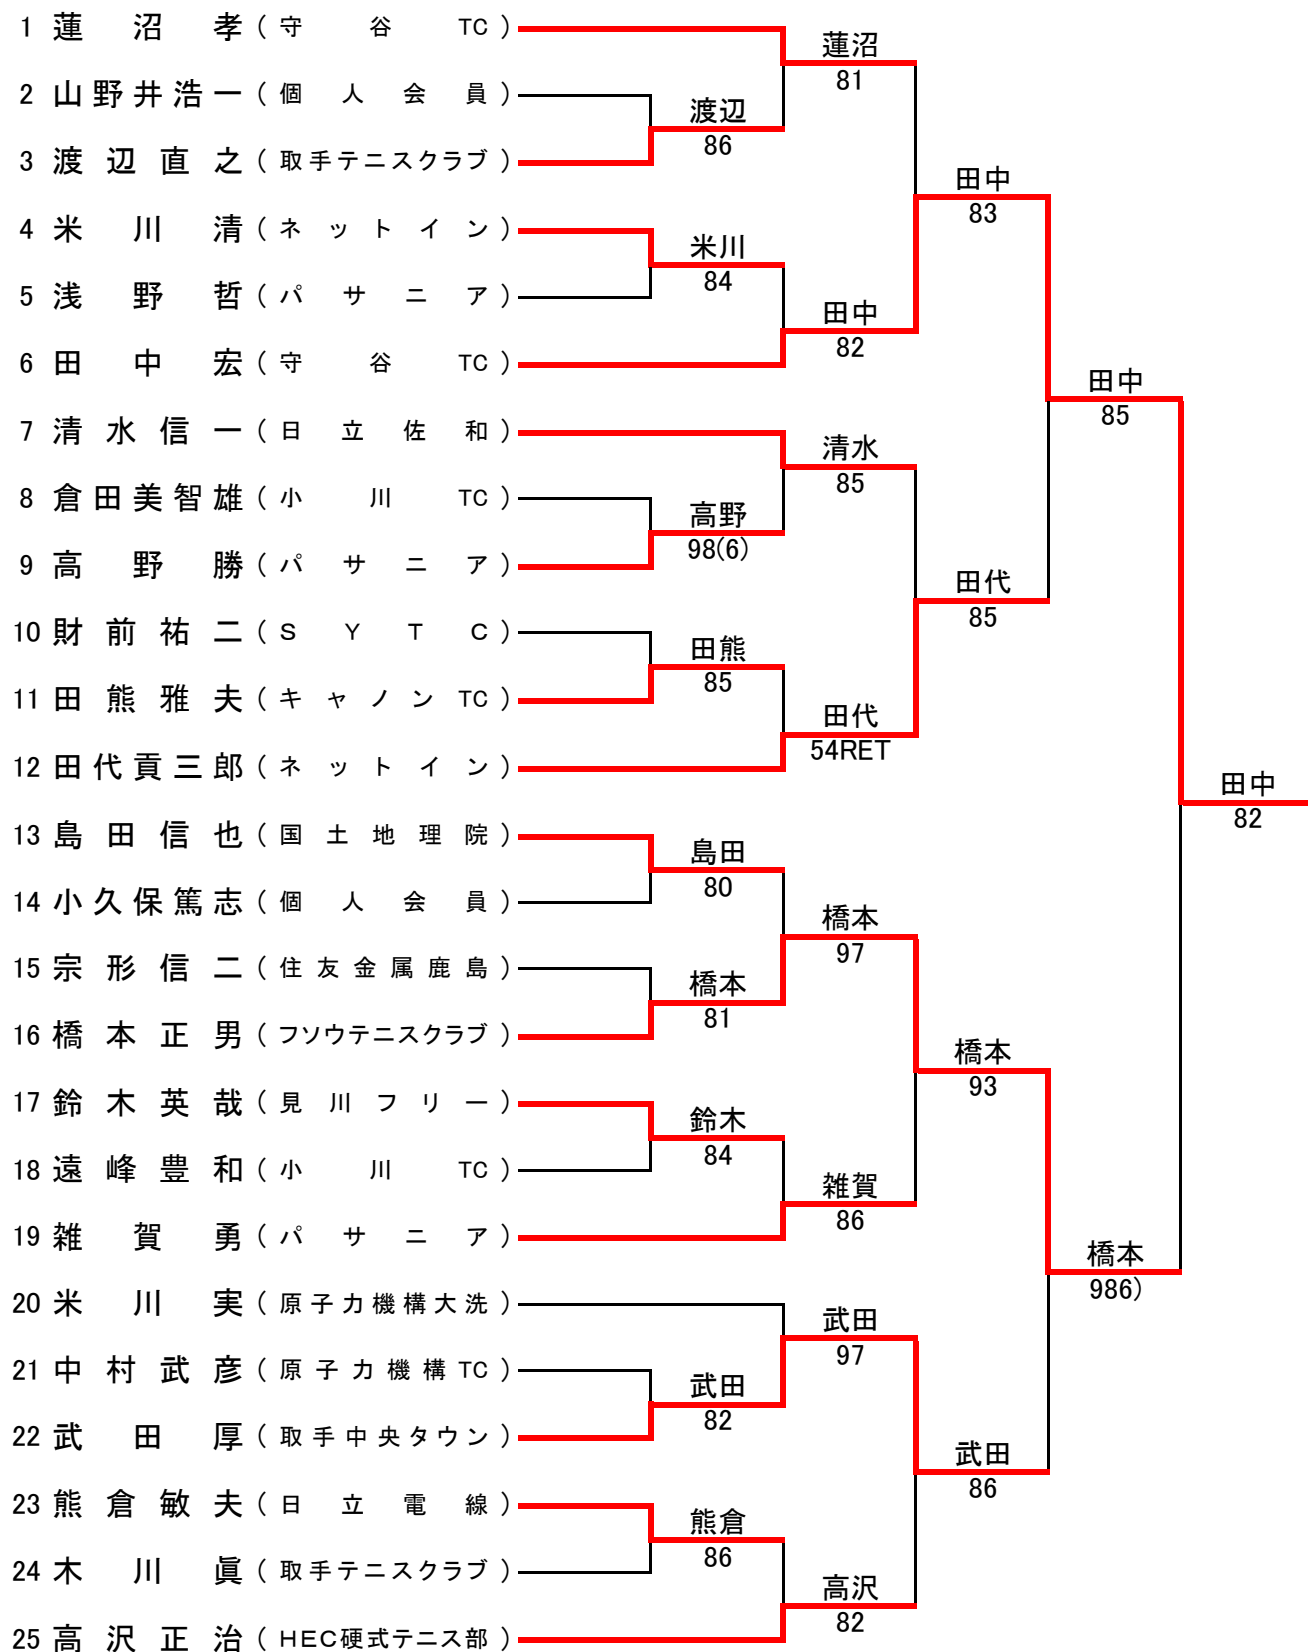 1 蓮沼孝 (守谷TC)
蓮沼
81
2 山野井浩一 (個人会員)
渡辺
86
3 渡辺直之 (取手テニスクラブ)
田中
83
4 米川清 (ネットイン)
米川
84
5 浅野哲 (パサニア)
田中
82
6 田中宏 (守谷TC)
田中
85
7 清水信一 (日立佐和)
清水
85
8 倉田美智雄 (小川TC)
高野
98(6)
9 高野勝 (パサニア)
田代
85
10 財前祐二 (SYTC)
田熊
85
11 田熊雅夫 (キャノンTC)
田代
54RET
12 田代貢三郎 (ネットイン)
田中
82
13 島田信也 (国土地理院)
島田
80
14 小久保篤志 (個人会員)
橋本
97
15 宗形信二 (住友金属鹿島)
橋本
81
16 橋本正男 (フソウテニスクラブ)
橋本
93
17 鈴木英哉 (見川フリー)
鈴木
84
18 遠峰豊和 (小川TC)
雑賀
86
19 雑賀勇 (パサニア)
橋本
986)
20 米川実 (原子力機構大洗)
武田
97
21 中村武彦 (原子力機構TC)
武田
82
22 武田厚 (取手中央タウン)
武田
86
23 熊倉敏夫 (日立電線)
熊倉
86
24 木川眞 (取手テニスクラブ)
高沢
82
25 高沢正治 (HEC硬式テニス部)